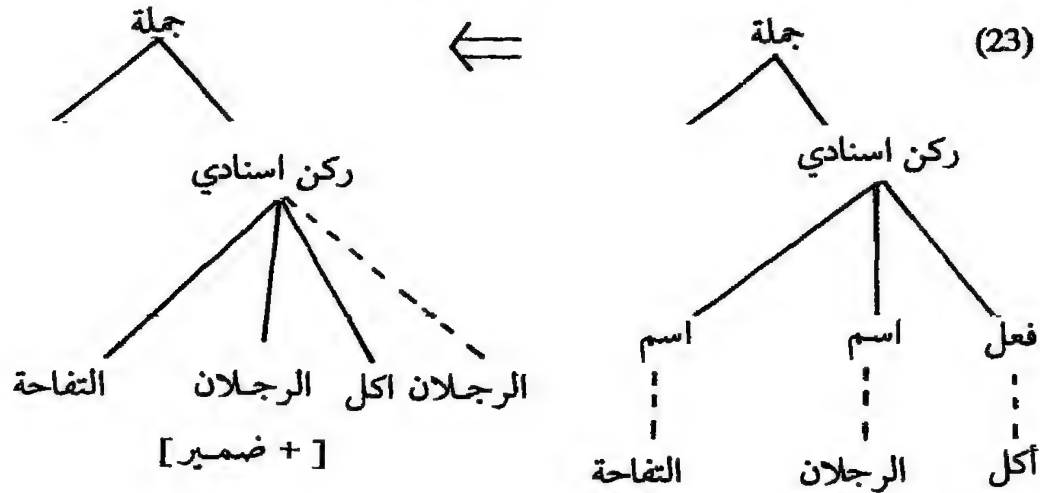 (23) جملة ⇐ جملة
ركن اسنادي ركن اسنادي
فعل اسم اسم
الرجلان اكل الرجلان التفاحة
[ + ضمير ]
أكل الرجلان التفاحة